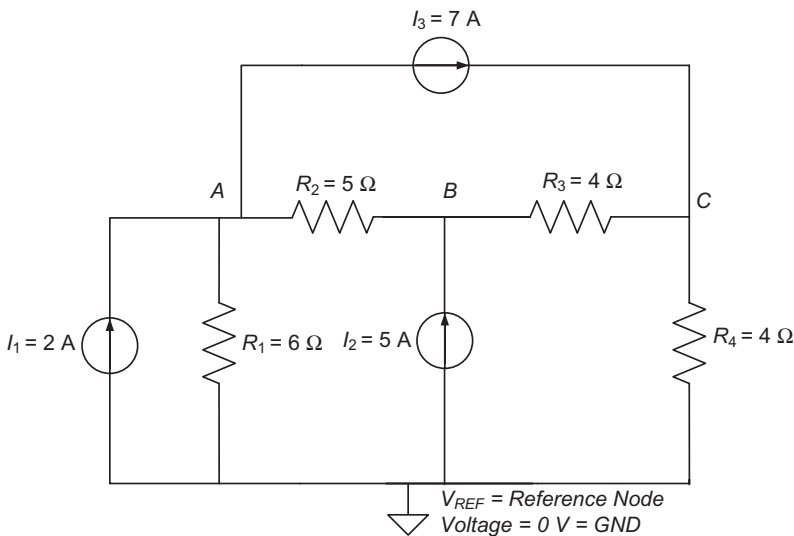 I3 = 7 A
A
R2 = 5 Ω
B
R3 = 4 Ω
C
I1 = 2 A
R1 = 6 Ω
I2 = 5 A
R4 = 4 Ω
VREF = Reference Node
Voltage = 0 V = GND